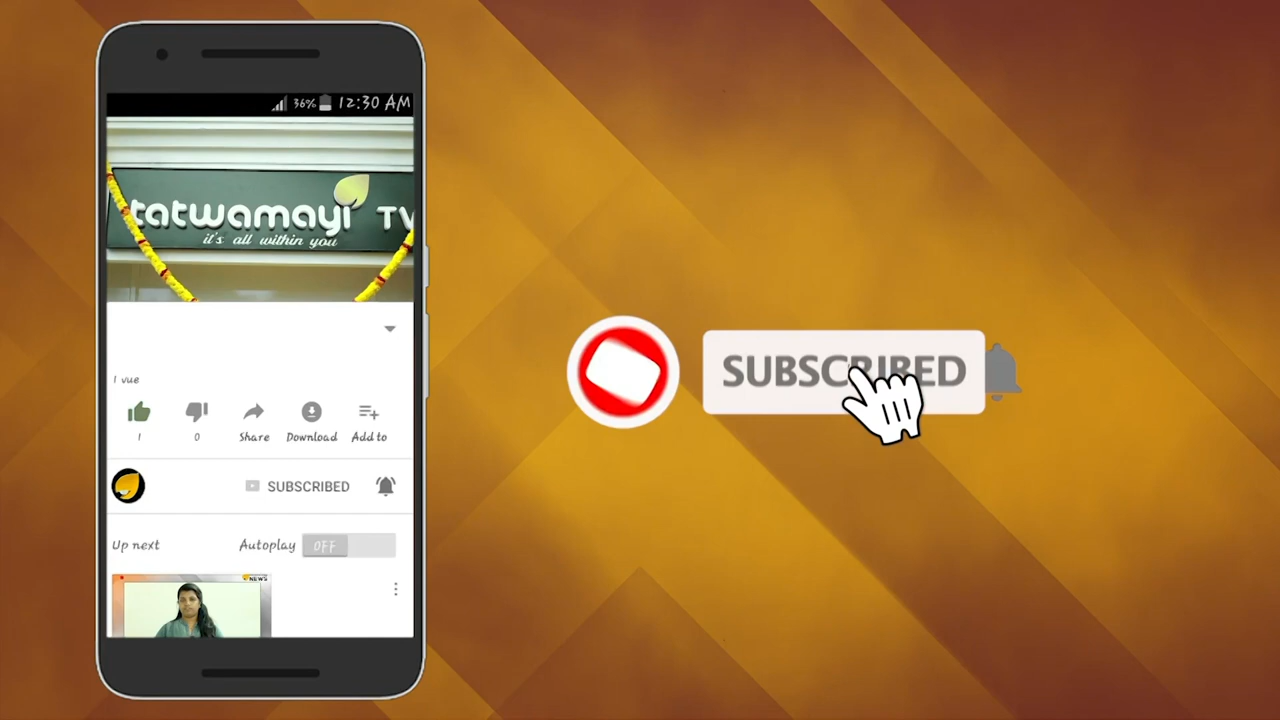 36% 12:30 AM
tatwamayi TV
it's all within you
1 vue
1 0 Share Download Add to
SUBSCRIBED
Up next Autoplay OFF
NEWS
SUBSCRIBED